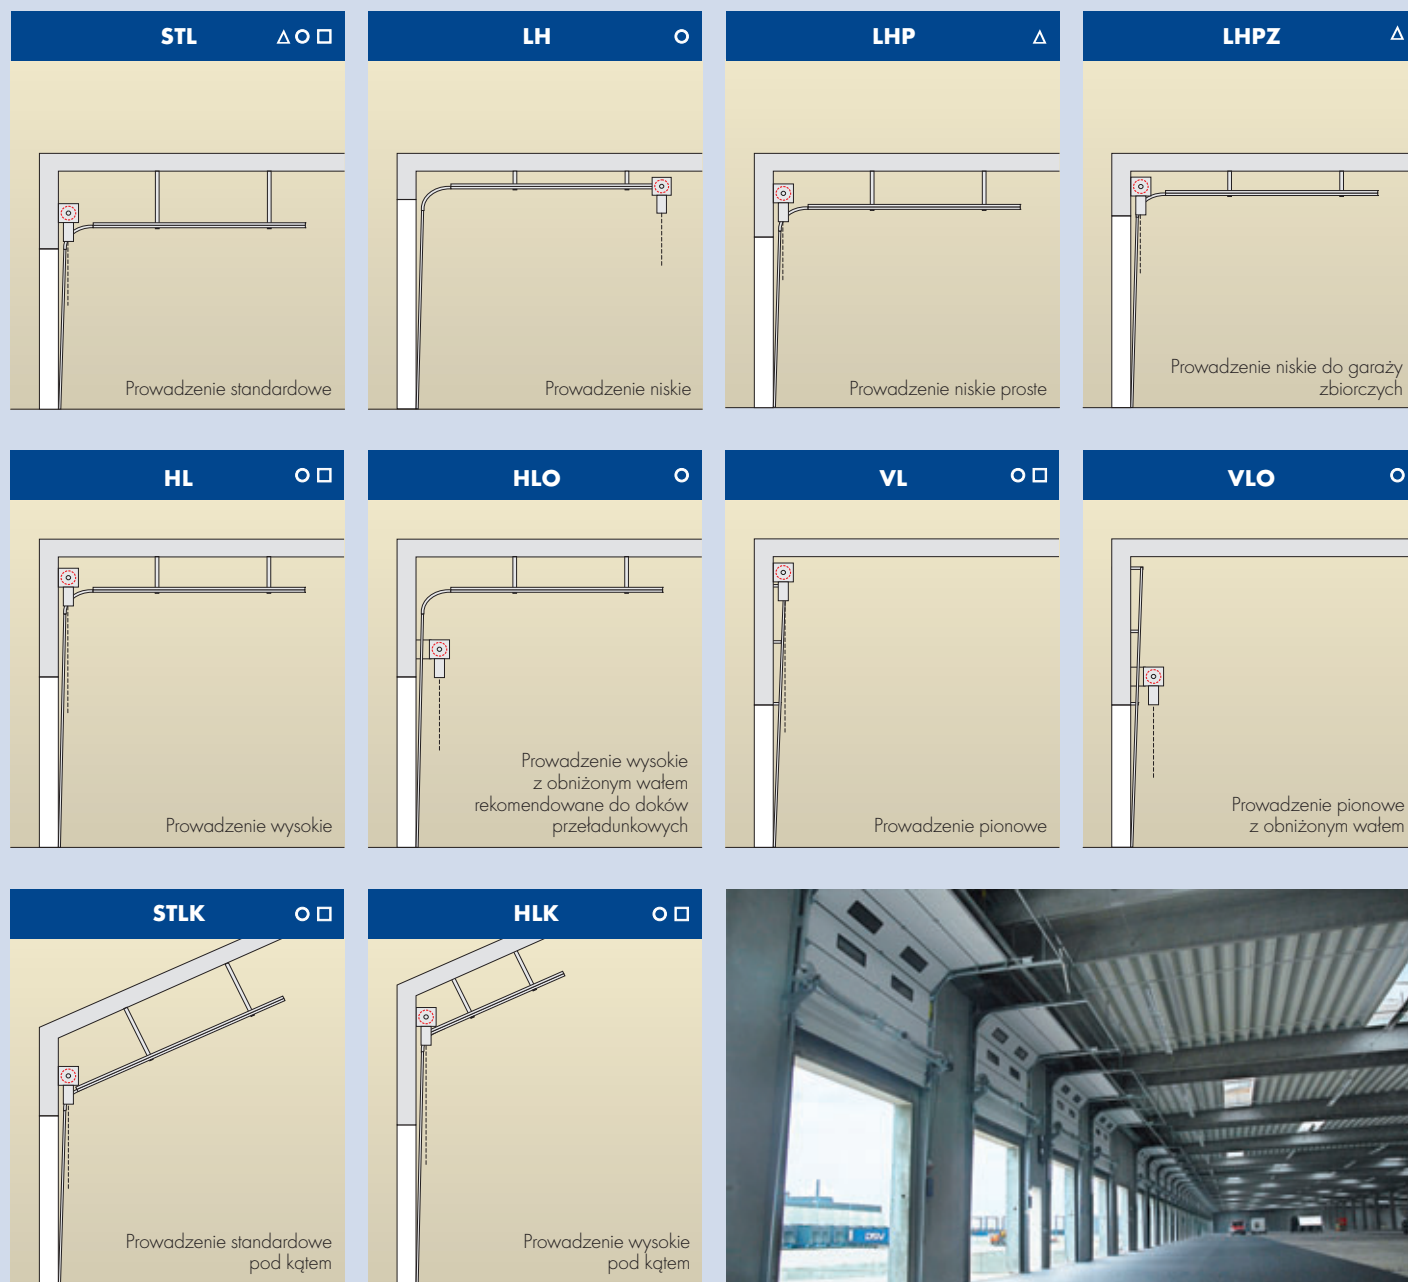 STL
Prowadzenie standardowe
LH
Prowadzenie niskie
LHP
Prowadzenie niskie proste
LHPZ
Prowadzenie niskie do garaży
zbiorczych
HL
Prowadzenie wysokie
HLO
Prowadzenie wysokie
z obniżonym wałem
rekomendowane do doków
przeładunkowych
VL
Prowadzenie pionowe
VLO
Prowadzenie pionowe
z obniżonym wałem
STLK
Prowadzenie standardowe
pod kątem
HLK
Prowadzenie wysokie
pod kątem
DSV